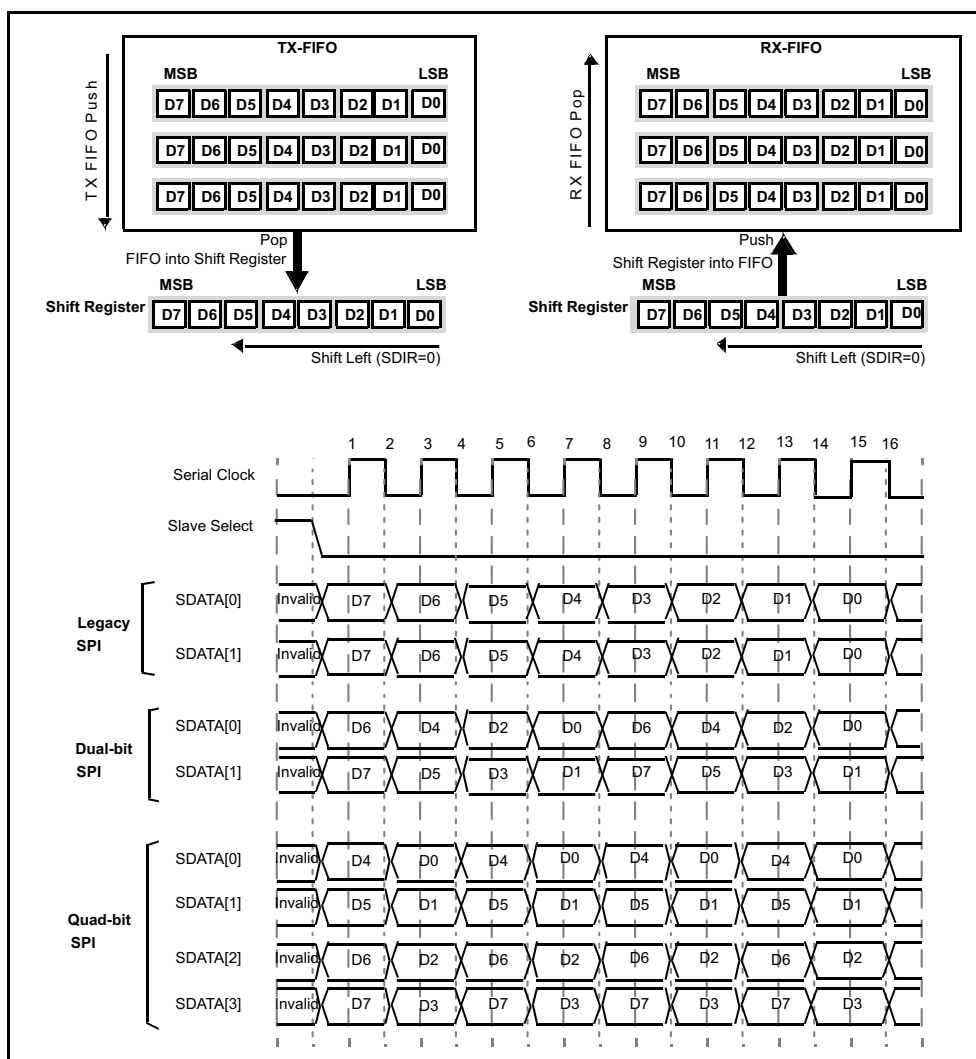 TX-FIFO
MSB LSB
D7 D6 D5 D4 D3 D2 D1 D0
D7 D6 D5 D4 D3 D2 D1 D0
D7 D6 D5 D4 D3 D2 D1 D0
TX FIFO Push
Pop
FIFO into Shift Register
MSB LSB
Shift Register D7 D6 D5 D4 D3 D2 D1 D0
Shift Left (SDIR=0)
RX-FIFO
MSB LSB
D7 D6 D5 D4 D3 D2 D1 D0
D7 D6 D5 D4 D3 D2 D1 D0
D7 D6 D5 D4 D3 D2 D1 D0
RX FIFO Pop
Push
Shift Register into FIFO
MSB LSB
Shift Register D7 D6 D5 D4 D3 D2 D1 D0
Shift Left (SDIR=0)
1 2 3 4 5 6 7 8 9 10 11 12 13 14 15 16
Serial Clock
Slave Select
Legacy
SPI
SDATA[0] Invalid D7 D6 D5 D4 D3 D2 D1 D0
SDATA[1] Invalid D7 D6 D5 D4 D3 D2 D1 D0
Dual-bit
SPI
SDATA[0] Invalid D6 D4 D2 D0 D6 D4 D2 D0
SDATA[1] Invalid D7 D5 D3 D1 D7 D5 D3 D1
Quad-bit
SPI
SDATA[0] Invalid D4 D0 D4 D0 D4 D0 D4 D0
SDATA[1] Invalid D5 D1 D5 D1 D5 D1 D5 D1
SDATA[2] Invalid D6 D2 D6 D2 D6 D2 D6 D2
SDATA[3] Invalid D7 D3 D7 D3 D7 D3 D7 D3